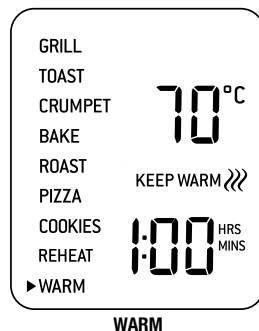 GRILL
TOAST
CRUMPET
BAKE
ROAST
PIZZA
COOKIES
REHEAT
▶WARM
70°C
KEEP WARM
1:00 HRS
MINS
WARM